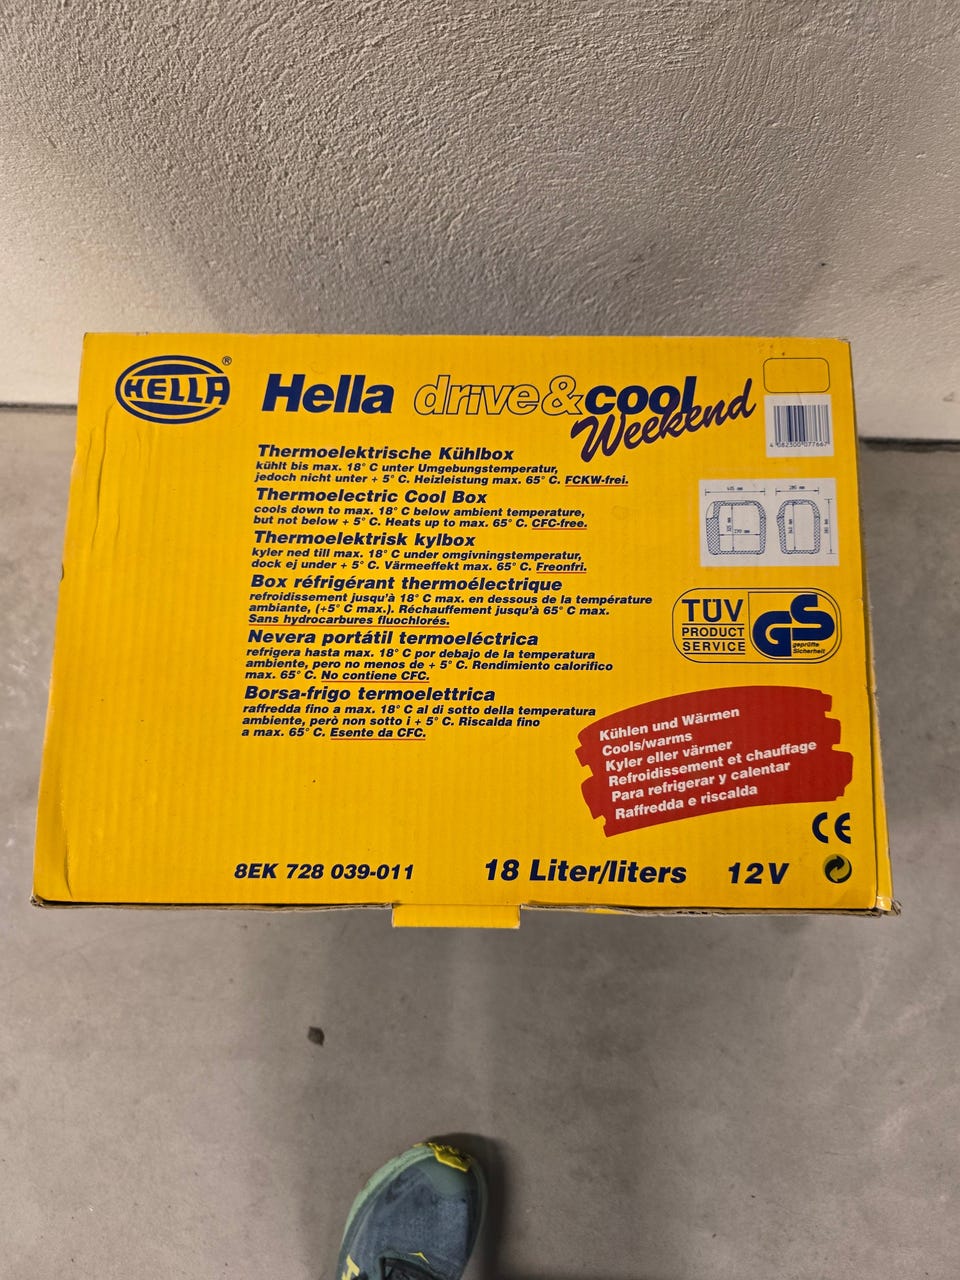 HELLA ®
Hella drive&cool
Weekend
4 082300 077667
Thermoelektrische Kühlbox
kühlt bis max. 18° C unter Umgebungstemperatur,
jedoch nicht unter + 5° C. Heizleistung max. 65° C. FCKW-frei.
Thermoelectric Cool Box
cools down to max. 18° C below ambient temperature,
but not below + 5° C. Heats up to max. 65° C. CFC-free.
Thermoelektrisk kylbox
kyler ned till max. 18° C under omgivningstemperatur,
dock ej under + 5° C. Värmeeffekt max. 65° C. Freonfri.
Box réfrigérant thermoélectrique
refroidissement jusqu'à 18° C max. en dessous de la température
ambiante, (+5° C max.). Réchauffement jusqu'à 65° C max.
Sans hydrocarbures fluochlorés.
Nevera portátil termoeléctrica
refrigera hasta max. 18° C por debajo de la temperatura
ambiente, pero no menos de + 5° C. Rendimiento calorifico
max. 65° C. No contiene CFC.
Borsa-frigo termoelettrica
raffredda fino a max. 18° C al di sotto della temperatura
ambiente, però non sotto i + 5° C. Riscalda fino
a max. 65° C. Esente da CFC.
TÜV
PRODUCT
SERVICE
GS
geprüfte
Sicherheit
Kühlen und Wärmen
Cools/warms
Kyler eller värmer
Refroidissement et chauffage
Para refrigerar y calentar
Raffredda e riscalda
CE
8EK 728 039-011
18 Liter/liters
12V